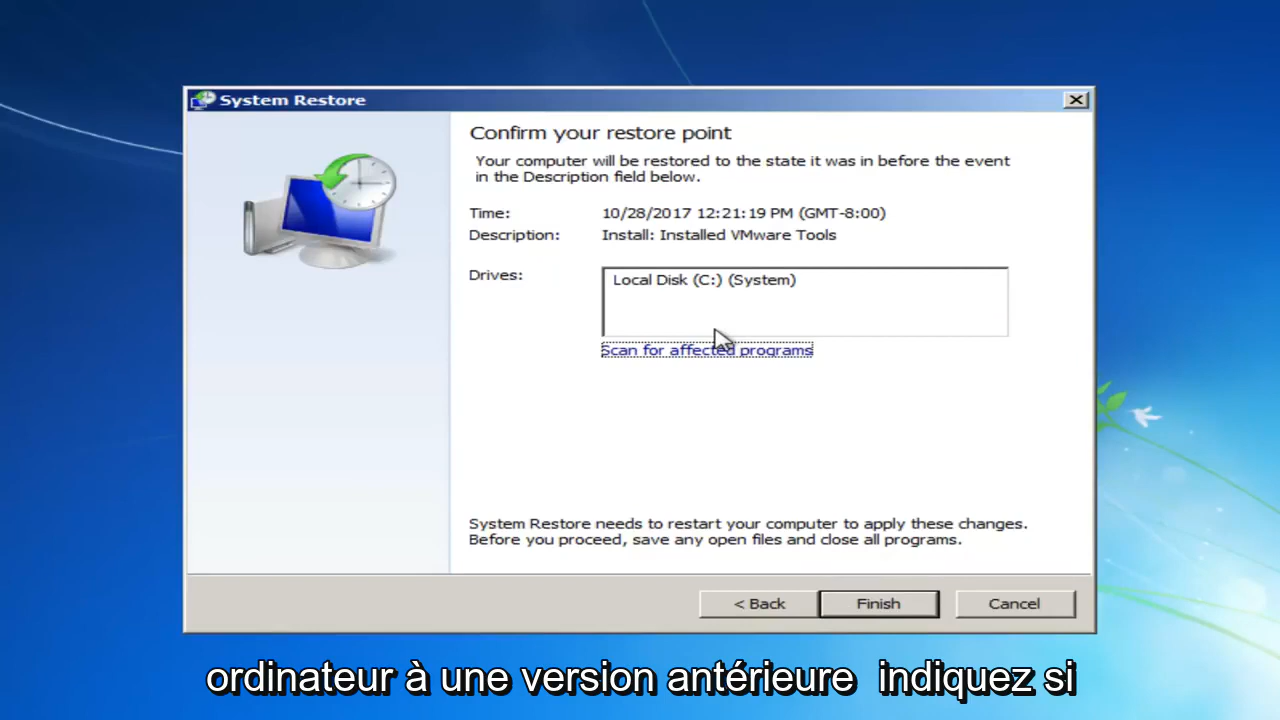 System Restore
Confirm your restore point
Your computer will be restored to the state it was in before the event
in the Description field below.
Time: 10/28/2017 12:21:19 PM (GMT-8:00)
Description: Install: Installed VMware Tools
Drives: Local Disk (C:) (System)
Scan for affected programs
System Restore needs to restart your computer to apply these changes.
Before you proceed, save any open files and close all programs.
< Back Finish Cancel
ordinateur à une version antérieure indiquez si